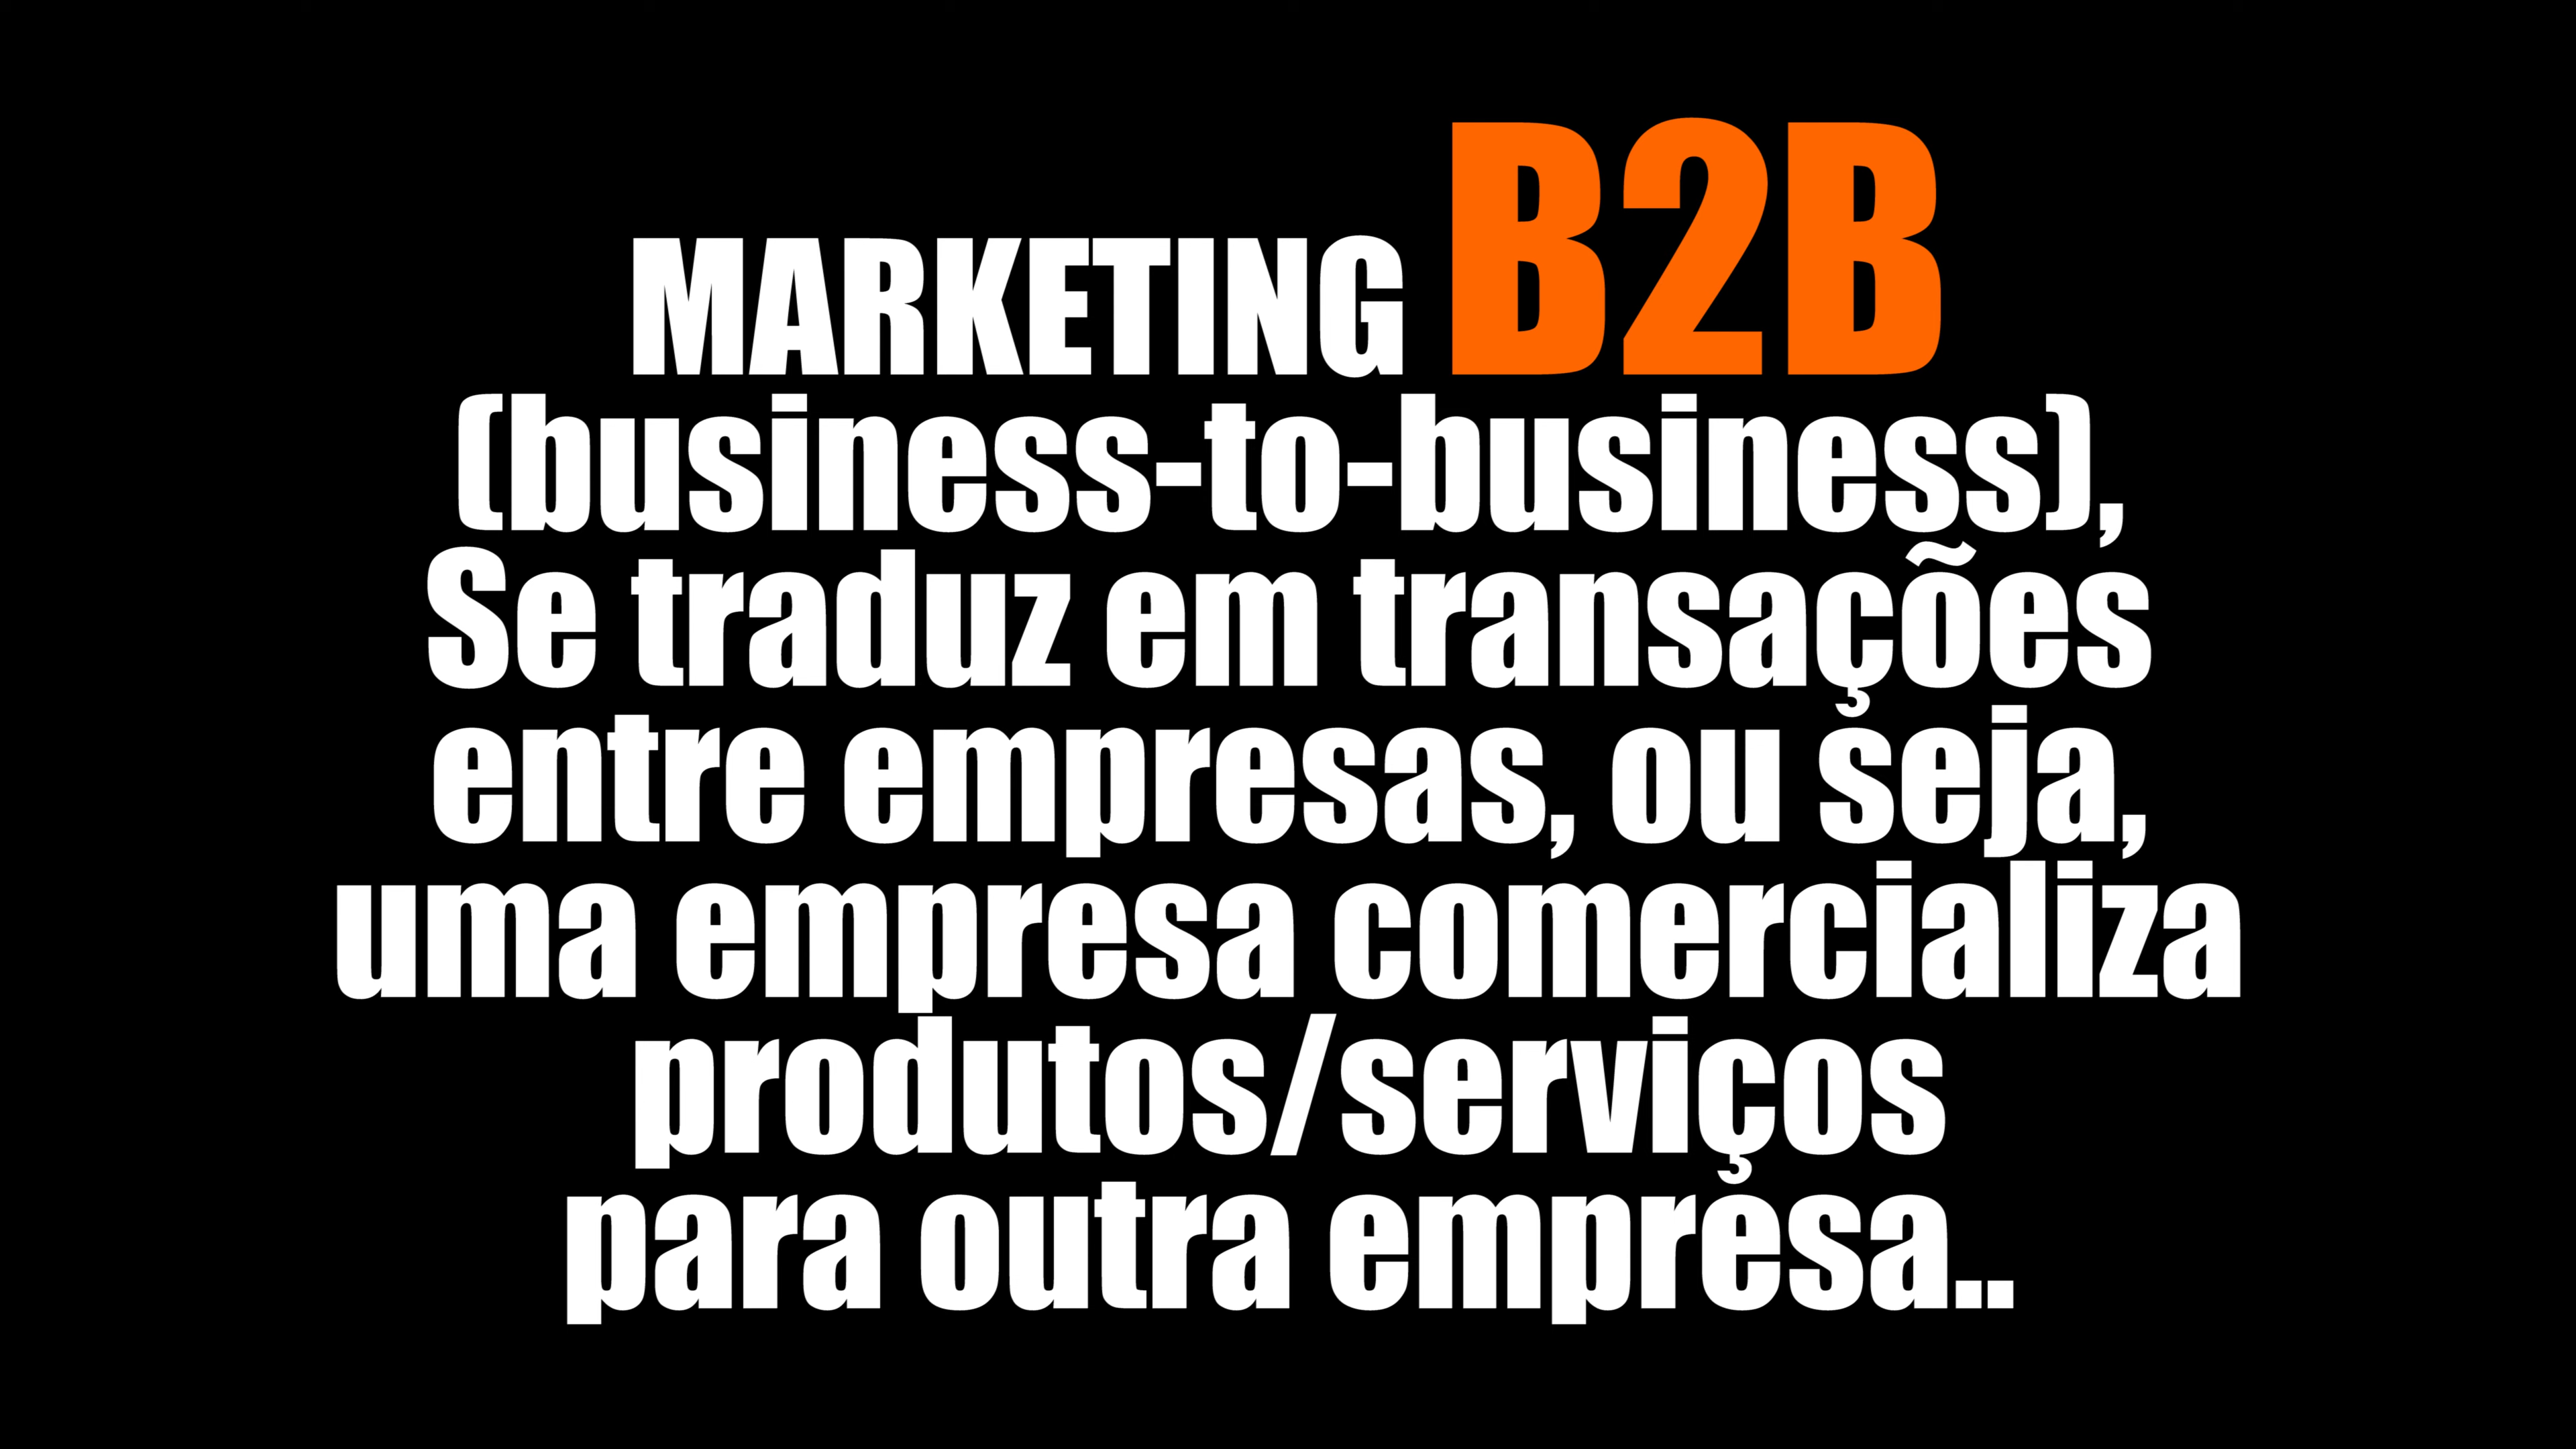 MARKETING B2B
(business-to-business),
Se traduz em transações
entre empresas, ou seja,
uma empresa comercializa
produtos/serviços
para outra empresa..